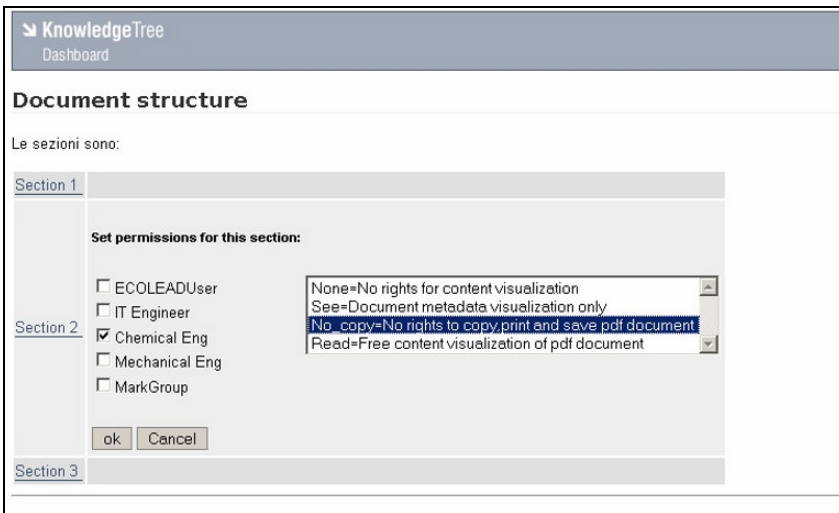 KnowledgeTree
Dashboard
Document structure
Le sezioni sono:
Section 1
Set permissions for this section:
ECOLEADUser
IT Engineer
Section 2
Chemical Eng
Mechanical Eng
MarkGroup
None=No rights for content visualization
See=Document metadata visualization only
No_copy=No rights to copy,print and save pdf document
Read=Free content visualization of pdf document
ok Cancel
Section 3